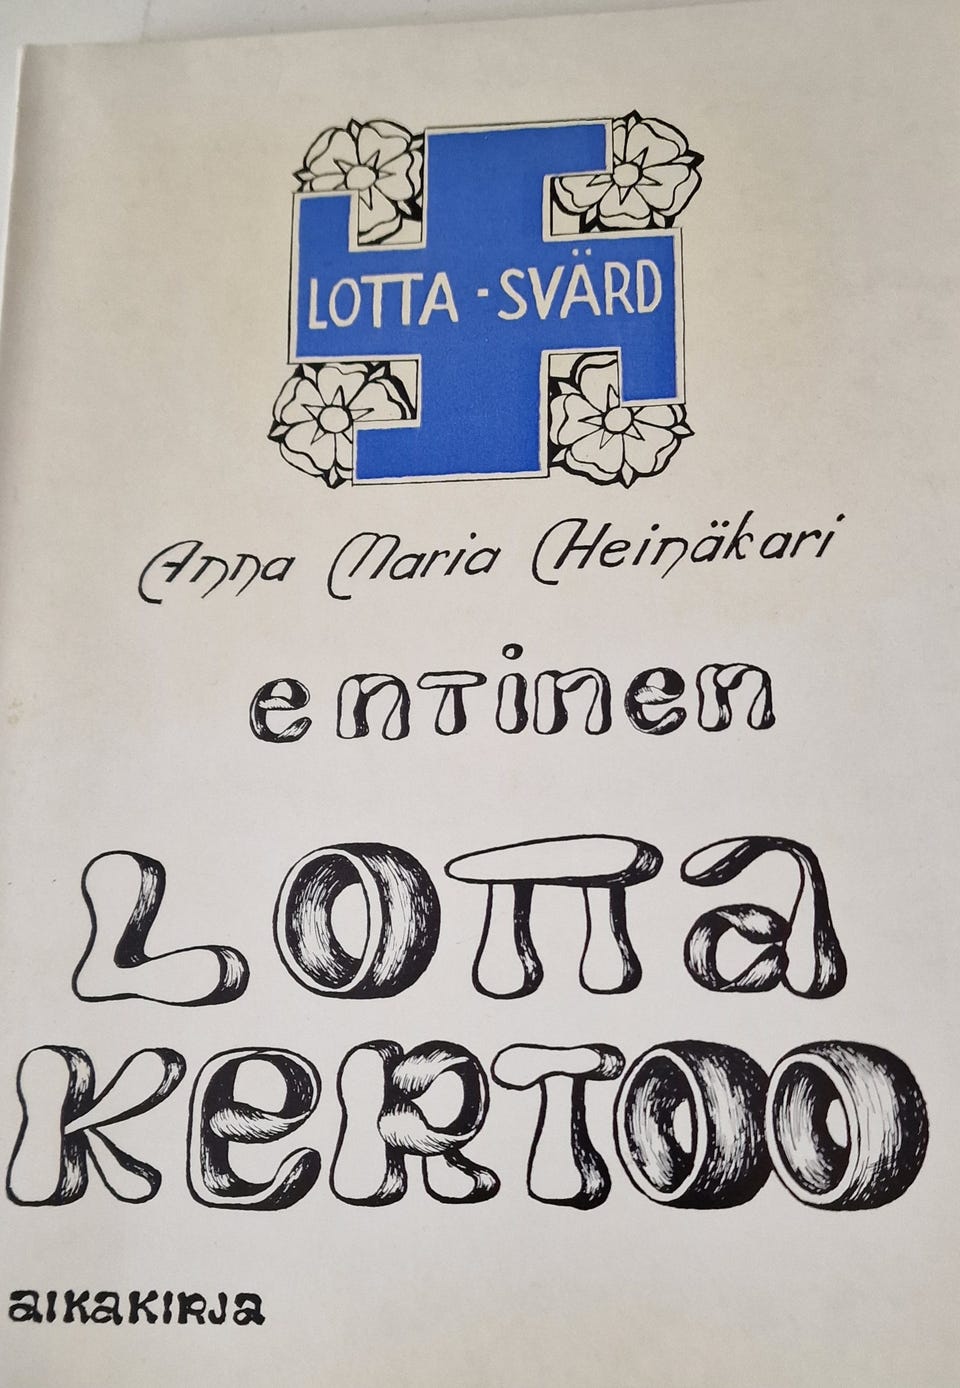 LOTTA - SVÄRD
Anna Maria Heinäkari
entinen
LOTTa
KeRTOO
aIKaKIRJa